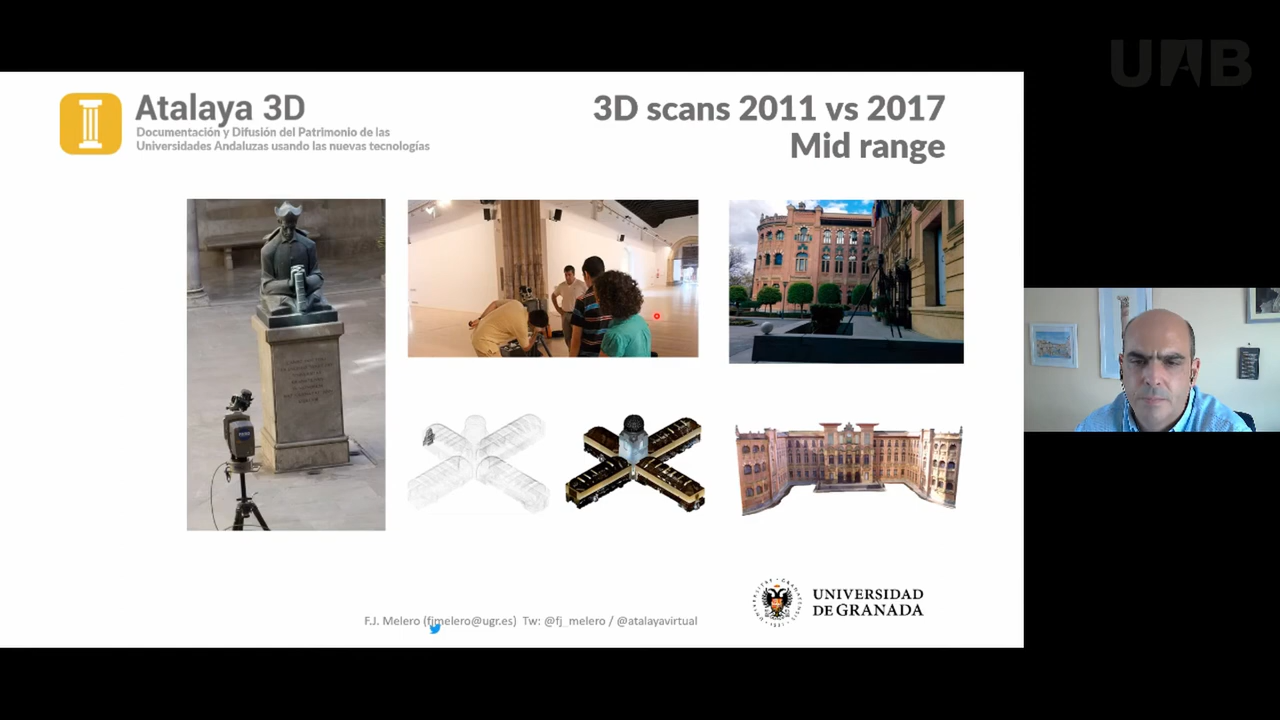 UAB
Atalaya 3D
Documentación y Difusión del Patrimonio de las
Universidades Andaluzas usando las nuevas tecnologías
3D scans 2011 vs 2017
Mid range
UNIVERSIDAD
DE GRANADA
F.J. Melero (fjmelero@ugr.es) Tw: @fj_melero / @atalayavirtual